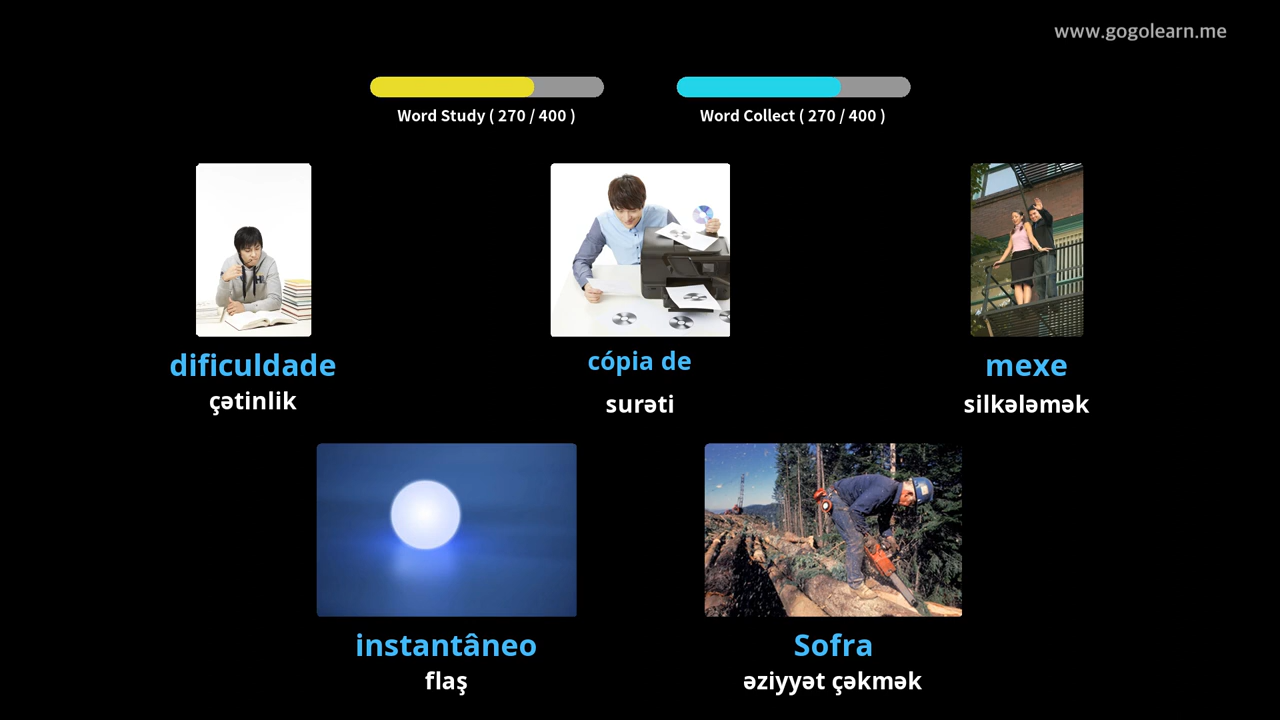 www.gogolearn.me
Word Study ( 270 / 400 )
Word Collect ( 270 / 400 )
dificuldade
çətinlik
cópia de
surəti
mexe
silkələmək
instantâneo
flaş
Sofra
əziyyət çəkmək